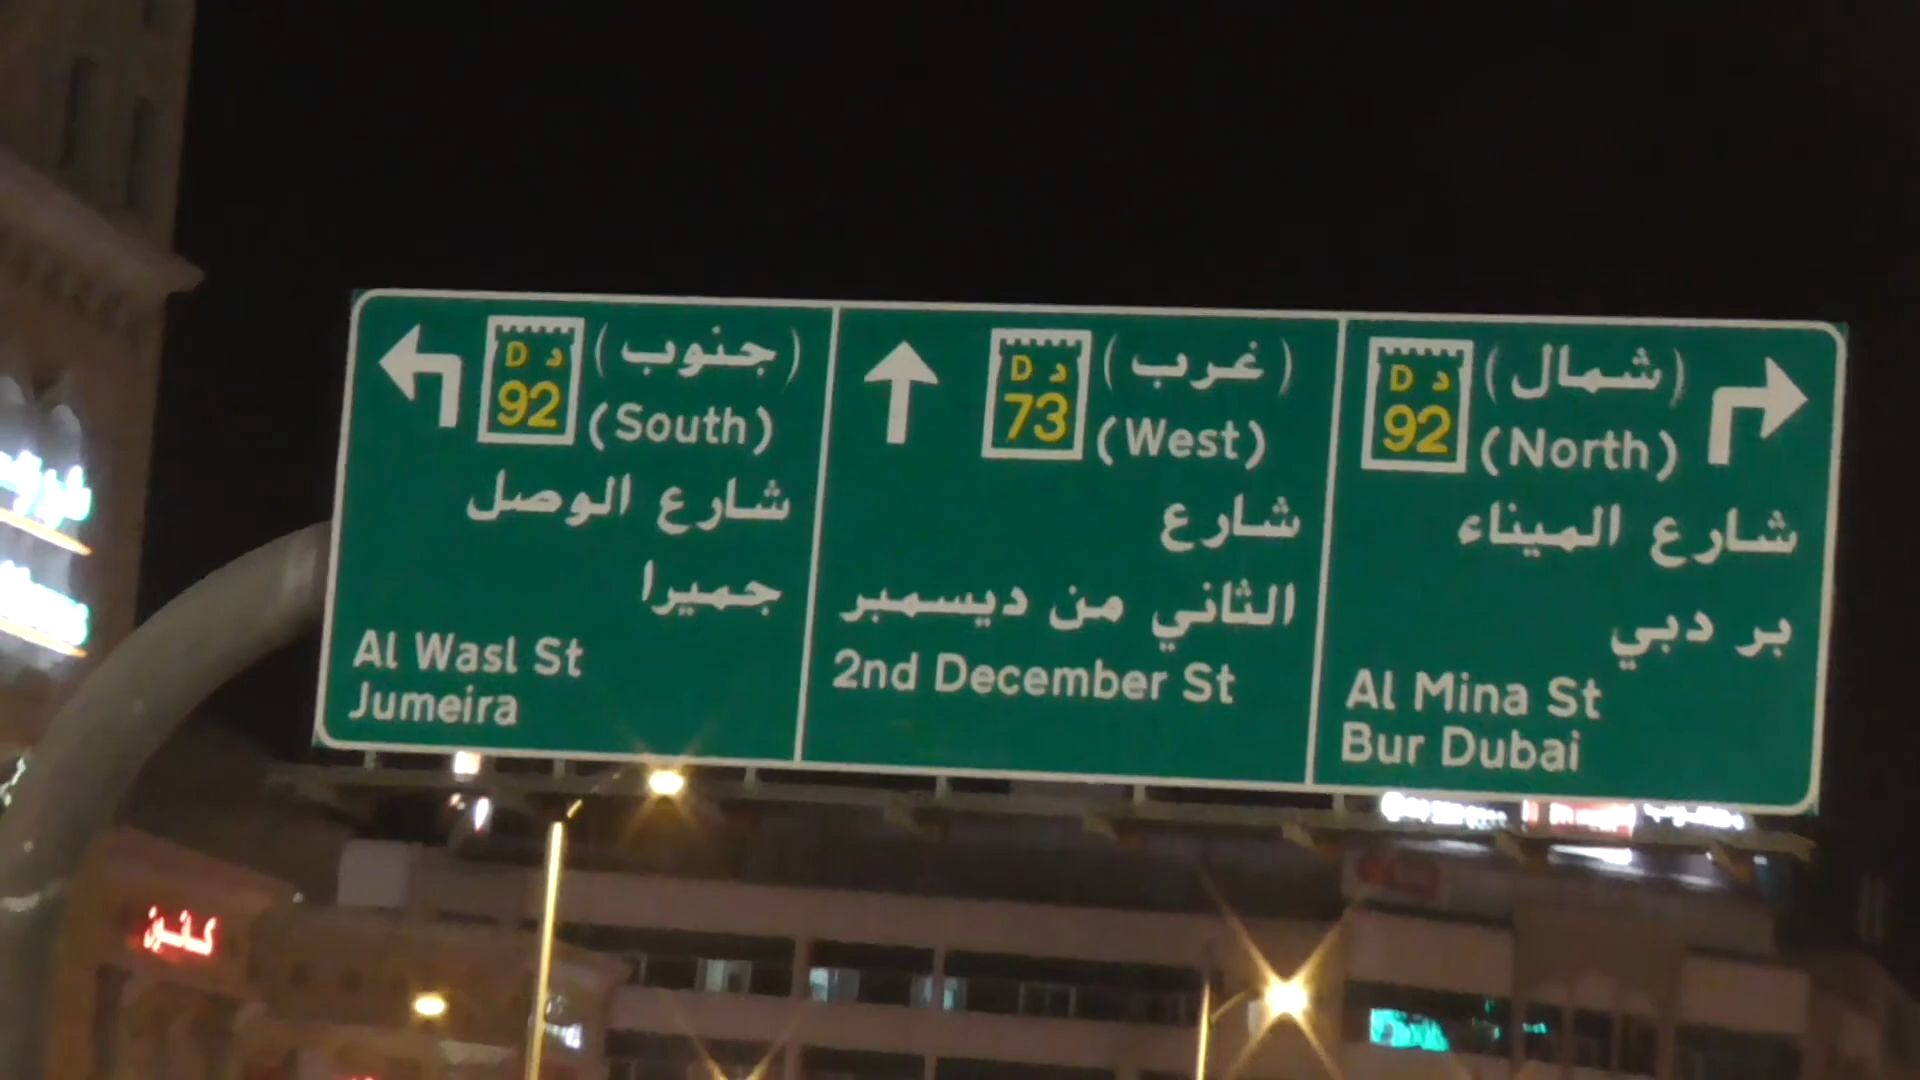 D د
92
(جنوب)
(South)
شارع الوصل
جميرا
Al Wasl St
Jumeira
D د
73
(غرب)
(West)
شارع
الثاني من ديسمبر
2nd December St
D د
92
(شمال)
(North)
شارع الميناء
بر دبي
Al Mina St
Bur Dubai
كانون